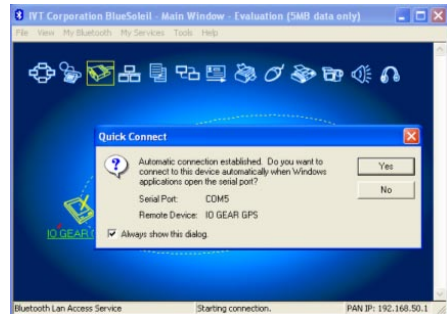 IVT Corporation BlueSoleil - Main Window - Evaluation (5MB data only)
File View My Bluetooth My Services Tools Help
Quick Connect
Automatic connection established. Do you want to
connect to this device automatically when Windows
applications open the serial port?
Serial Port: COM5
Remote Device: IO GEAR GPS
Always show this dialog.
Yes
No
IO GEAR
Bluetooth Lan Access Service Starting connection. PAN IP: 192.168.50.1